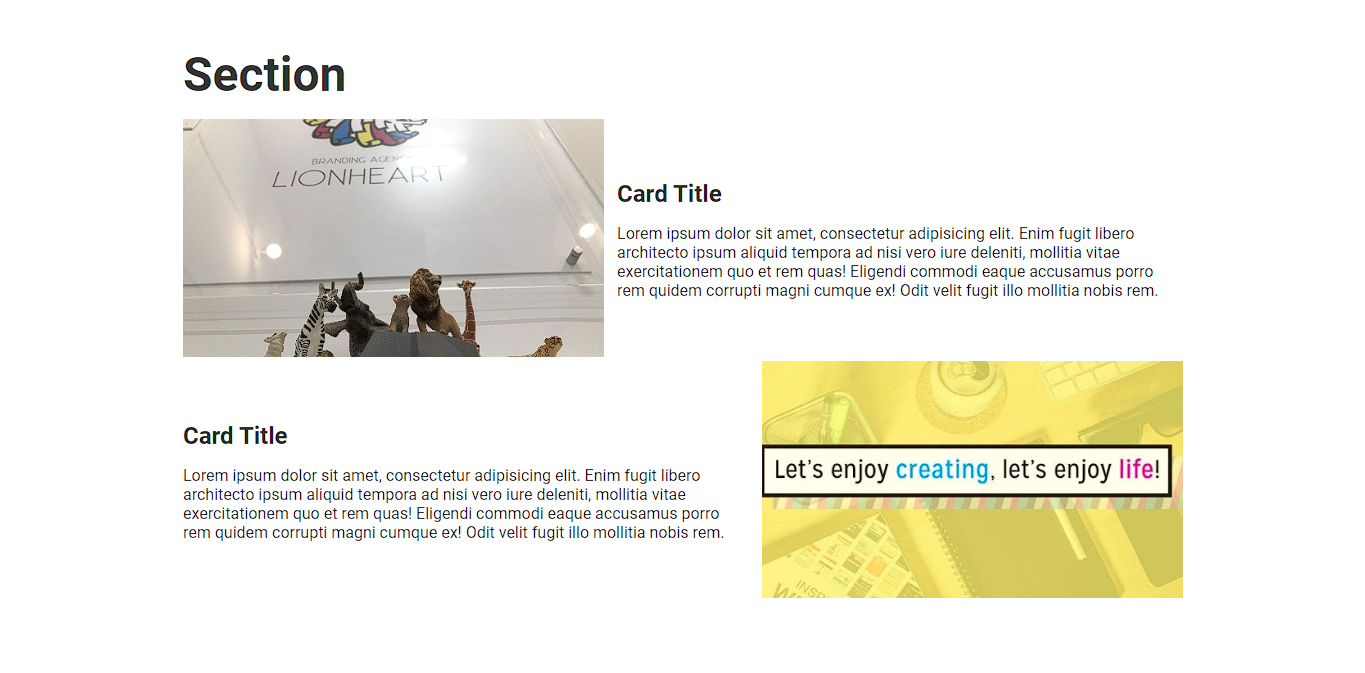 Section
BRANDING AGEN
LIONHEART
Card Title
Lorem ipsum dolor sit amet, consectetur adipisicing elit. Enim fugit libero
architecto ipsum aliquid tempora ad nisi vero iure deleniti, mollitia vitae
exercitationem quo et rem quas! Eligendi commodi eaque accusamus porro
rem quidem corrupti magni cumque ex! Odit velit fugit illo mollitia nobis rem.
Card Title
Lorem ipsum dolor sit amet, consectetur adipisicing elit. Enim fugit libero
architecto ipsum aliquid tempora ad nisi vero iure deleniti, mollitia vitae
exercitationem quo et rem quas! Eligendi commodi eaque accusamus porro
rem quidem corrupti magni cumque ex! Odit velit fugit illo mollitia nobis rem.
Let's enjoy creating, let's enjoy life!